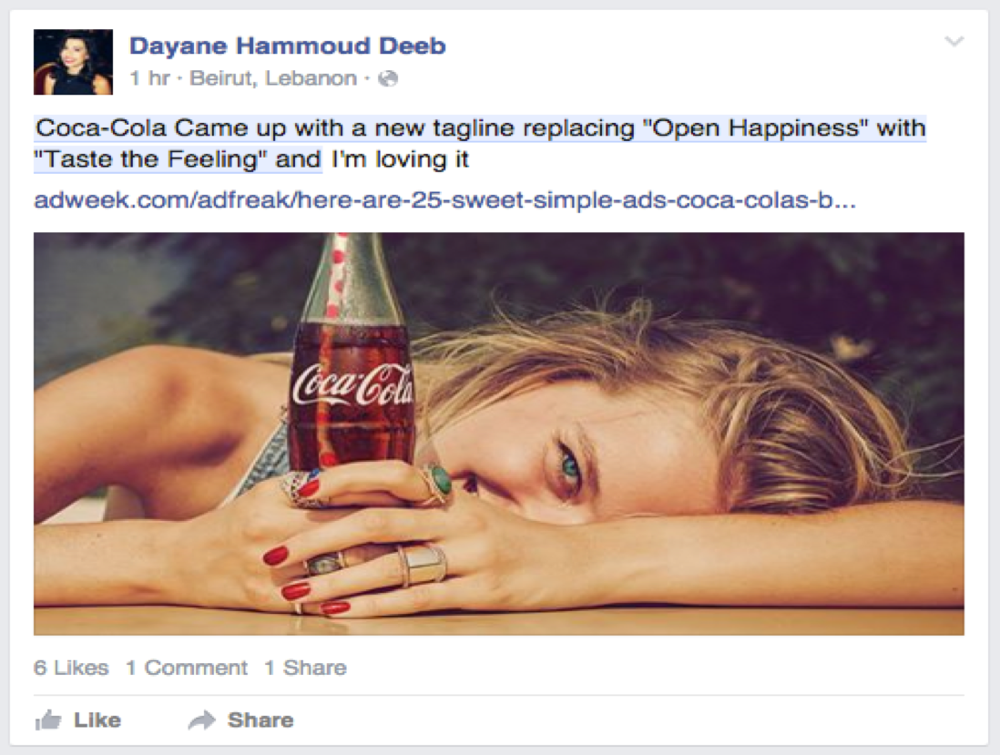 Dayane Hammoud Deeb
1 hr · Beirut, Lebanon ·
Coca-Cola Came up with a new tagline replacing "Open Happiness" with
"Taste the Feeling" and I'm loving it
adweek.com/adfreak/here-are-25-sweet-simple-ads-coca-colas-b...
Coca-Cola
6 Likes 1 Comment 1 Share
Like Share